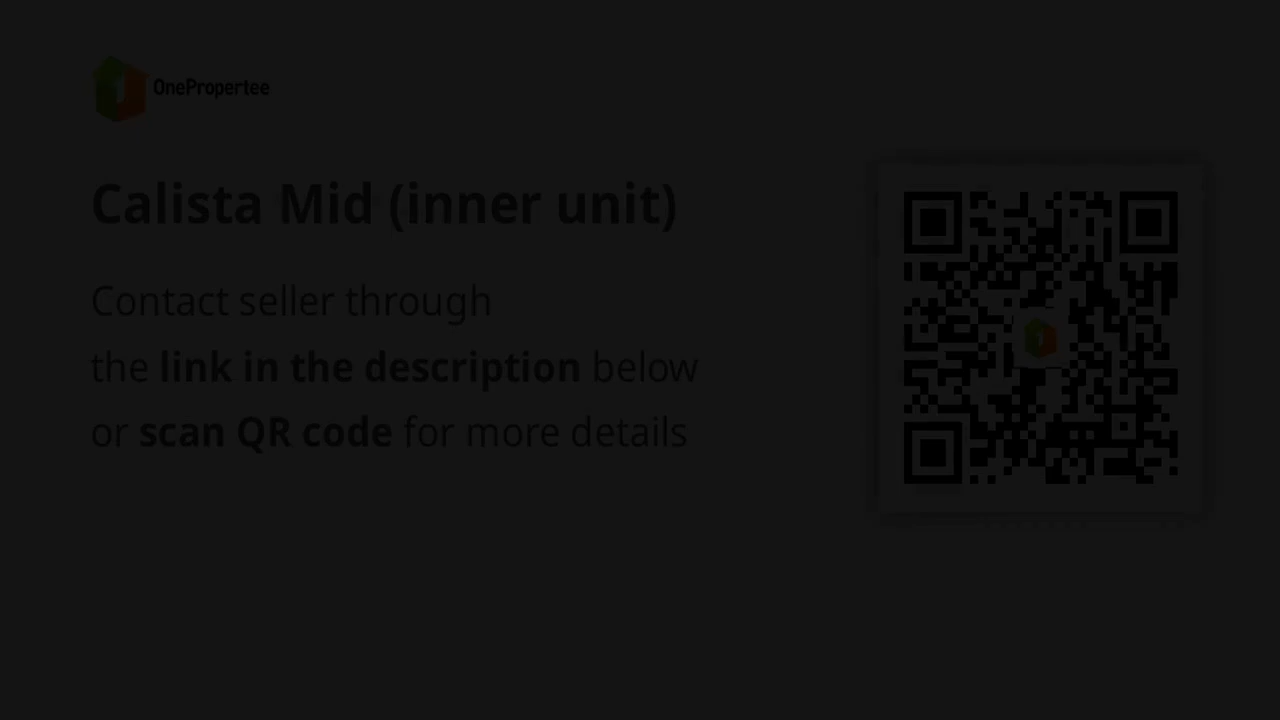 OnePropertee
Calista Mid (inner unit)
Contact seller through
the link in the description below
or scan QR code for more details